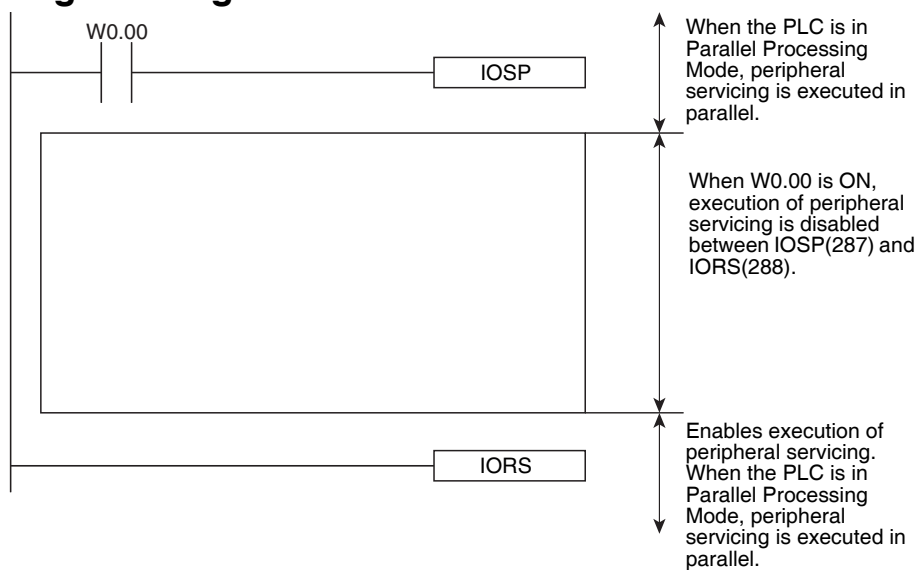 W0.00
IOSP
When the PLC is in
Parallel Processing
Mode, peripheral
servicing is executed in
parallel.
When W0.00 is ON,
execution of peripheral
servicing is disabled
between IOSP(287) and
IORS(288).
IORS
Enables execution of
peripheral servicing.
When the PLC is in
Parallel Processing
Mode, peripheral
servicing is executed in
parallel.